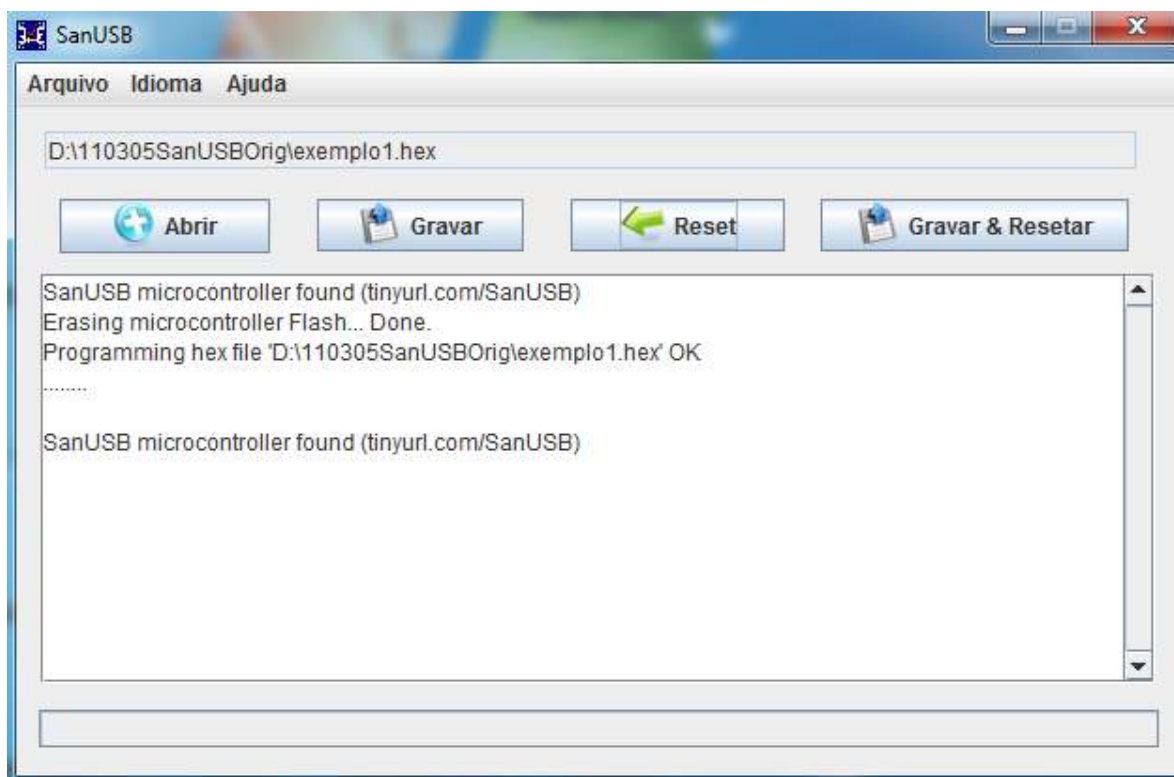 SanUSB
Arquivo Idioma Ajuda
D:\110305SanUSBOrig\exemplo1.hex
Abrir Gravar Reset Gravar & Resetar
SanUSB microcontroller found (tinyurl.com/SanUSB)
Erasing microcontroller Flash... Done.
Programming hex file 'D:\110305SanUSBOrig\exemplo1.hex' OK
........
SanUSB microcontroller found (tinyurl.com/SanUSB)